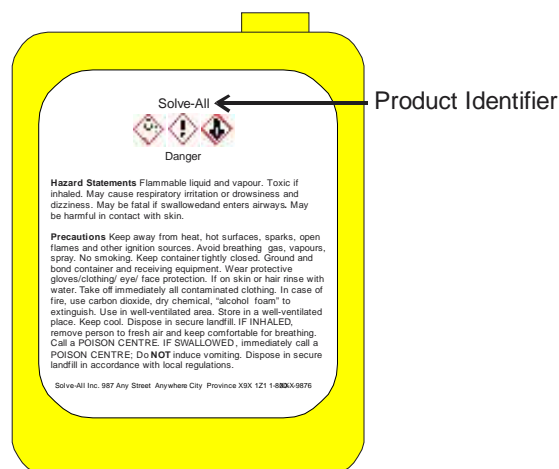 Solve-All
Product Identifier
Danger
Hazard Statements Flammable liquid and vapour. Toxic if
inhaled. May cause respiratory irritation or drowsiness and
dizziness. May be fatal if swallowedand enters airways. May
be harmful in contact with skin.
Precautions Keep away from heat, hot surfaces, sparks, open
flames and other ignition sources. Avoid breathing gas, vapours,
spray. No smoking. Keep container tightly closed. Ground and
bond container and receiving equipment. Wear protective
gloves/clothing/ eye/ face protection. If on skin or hair rinse with
water. Take off immediately all contaminated clothing. In case of
fire, use carbon dioxide, dry chemical, “alcohol foam” to
extinguish. Use in well-ventilated area. Store in a well-ventilated
place. Keep cool. Dispose in secure landfill. IF INHALED,
remove person to fresh air and keep comfortable for breathing.
Call a POISON CENTRE. IF SWALLOWED, immediately call a
POISON CENTRE; Do NOT induce vomiting. Dispose in secure
landfill in accordance with local regulations.
Solve-All Inc. 987 Any Street Anywhere City Province X9X 1Z1